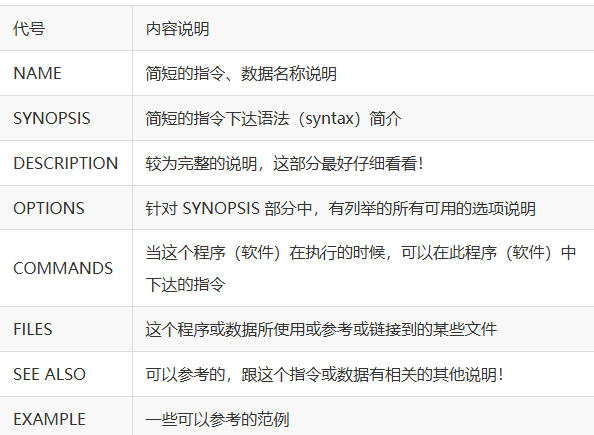 代号 内容说明
NAME 简短的指令、数据名称说明
SYNOPSIS 简短的指令下达语法（syntax）简介
DESCRIPTION 较为完整的说明，这部分最好仔细看看！
OPTIONS 针对 SYNOPSIS 部分中，有列举的所有可用的选项说明
COMMANDS 当这个程序（软件）在执行的时候，可以在此程序（软件）中
下达的指令
FILES 这个程序或数据所使用或参考或链接到的某些文件
SEE ALSO 可以参考的，跟这个指令或数据有相关的其他说明！
EXAMPLE 一些可以参考的范例